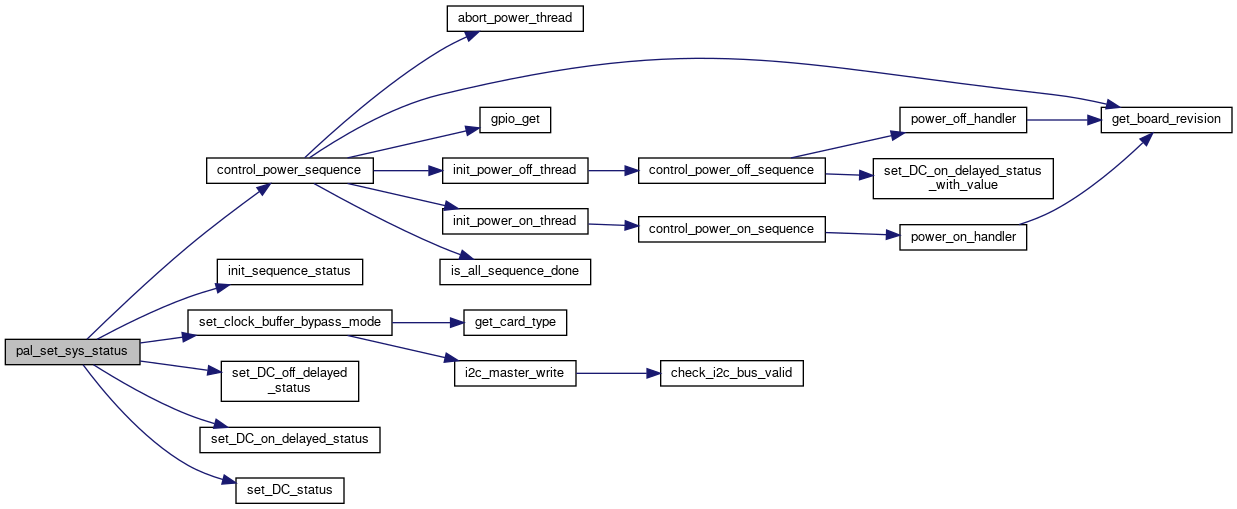 abort_power_thread
gpio_get
power_off_handler
get_board_revision
control_power_sequence
init_power_off_thread
control_power_off_sequence
set_DC_on_delayed_status
_with_value
init_power_on_thread
control_power_on_sequence
power_on_handler
init_sequence_status
is_all_sequence_done
set_clock_buffer_bypass_mode
get_card_type
pal_set_sys_status
set_DC_off_delayed
_status
i2c_master_write
check_i2c_bus_valid
set_DC_on_delayed_status
set_DC_status